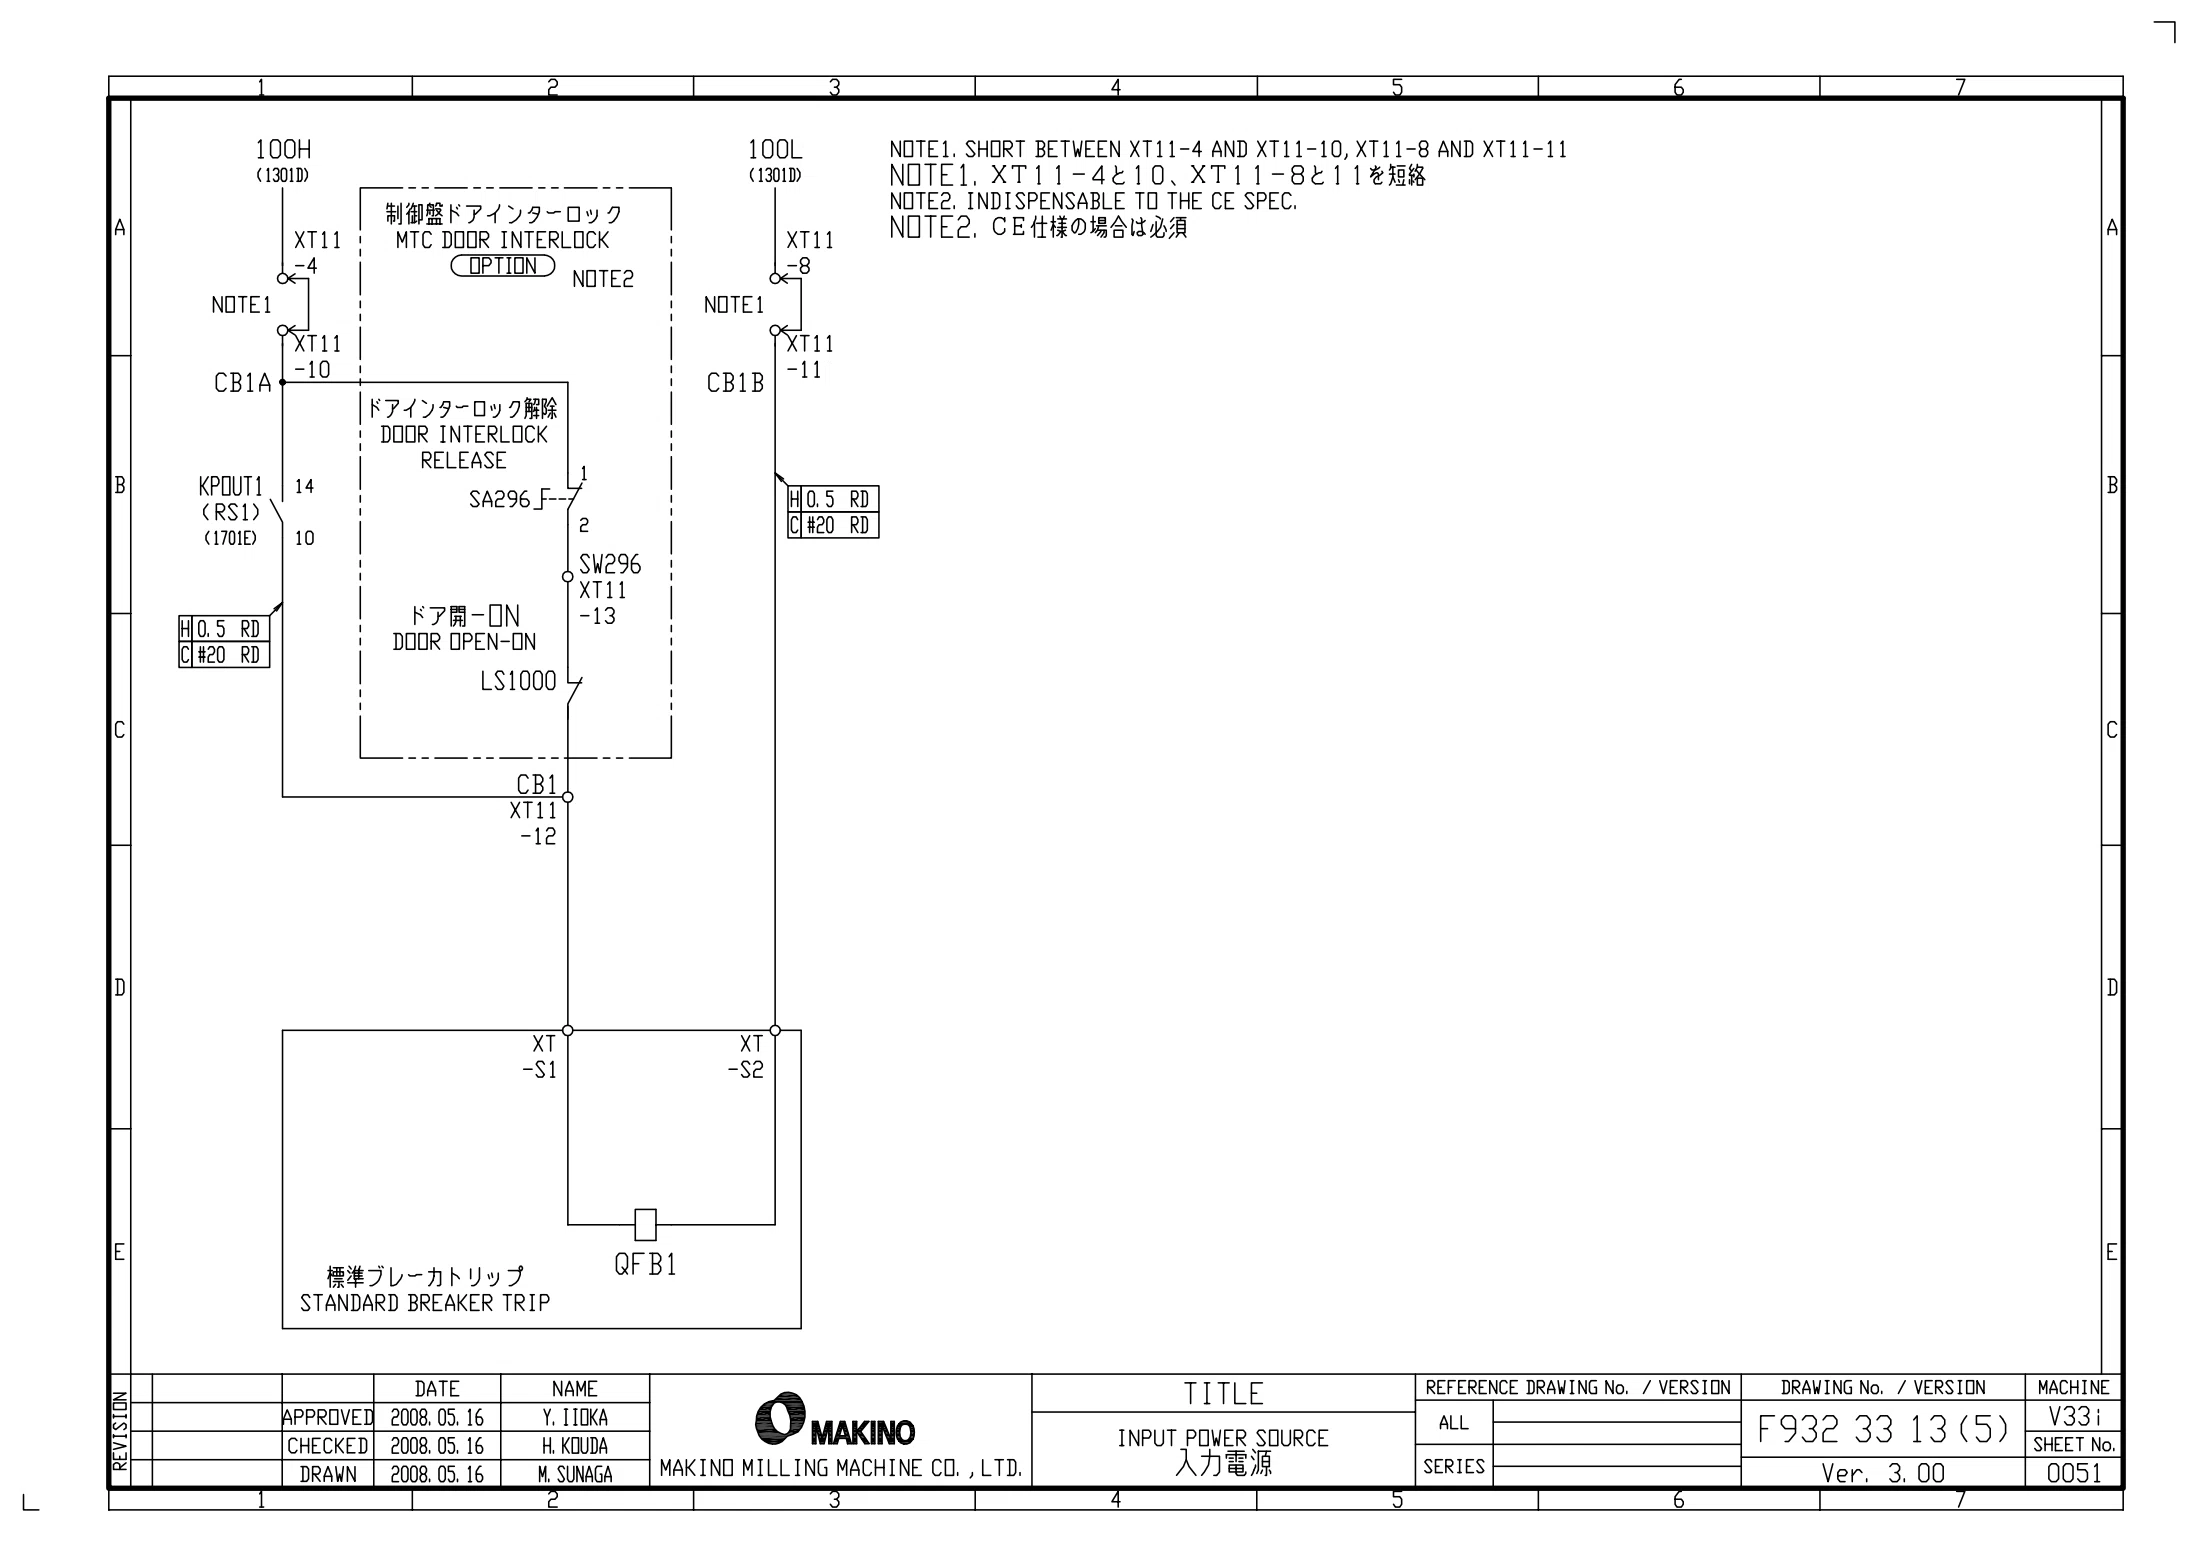 1 2 3 4 5 6 7
A
B
C
D
E
A
B
C
D
E
100H
(1301D)
XT11
-4
NOTE1
XT11
-10
CB1A
制御盤ドアインターロック
MTC DOOR INTERLOCK
OPTION
NOTE2
ドアインターロック解除
DOOR INTERLOCK
RELEASE
1
SA296
2
SW296
XT11
-13
ドア開-ON
DOOR OPEN-ON
LS1000
KPOUT1 14
(RS1)
(1701E) 10
H 0.5 RD
C #20 RD
CB1
XT11
-12
100L
(1301D)
XT11
-8
NOTE1
XT11
-11
CB1B
H 0.5 RD
C #20 RD
NOTE1. SHORT BETWEEN XT11-4 AND XT11-10, XT11-8 AND XT11-11
NOTE1. XT11-4と10、XT11-8と11を短絡
NOTE2. INDISPENSABLE TO THE CE SPEC.
NOTE2. CE仕様の場合は必須
XT
-S1
XT
-S2
QFB1
標準ブレーカトリップ
STANDARD BREAKER TRIP
REVISION
DATE NAME
APPROVED 2008.05.16 Y. IIOKA
CHECKED 2008.05.16 H. KOUDA
DRAWN 2008.05.16 M. SUNAGA
MAKINO
MAKINO MILLING MACHINE CO., LTD.
TITLE
INPUT POWER SOURCE
入力電源
REFERENCE DRAWING No. / VERSION
ALL
SERIES
DRAWING No. / VERSION
F932 33 13(5)
Ver. 3.00
MACHINE
V33i
SHEET No.
0051
1 2 3 4 5 6 7